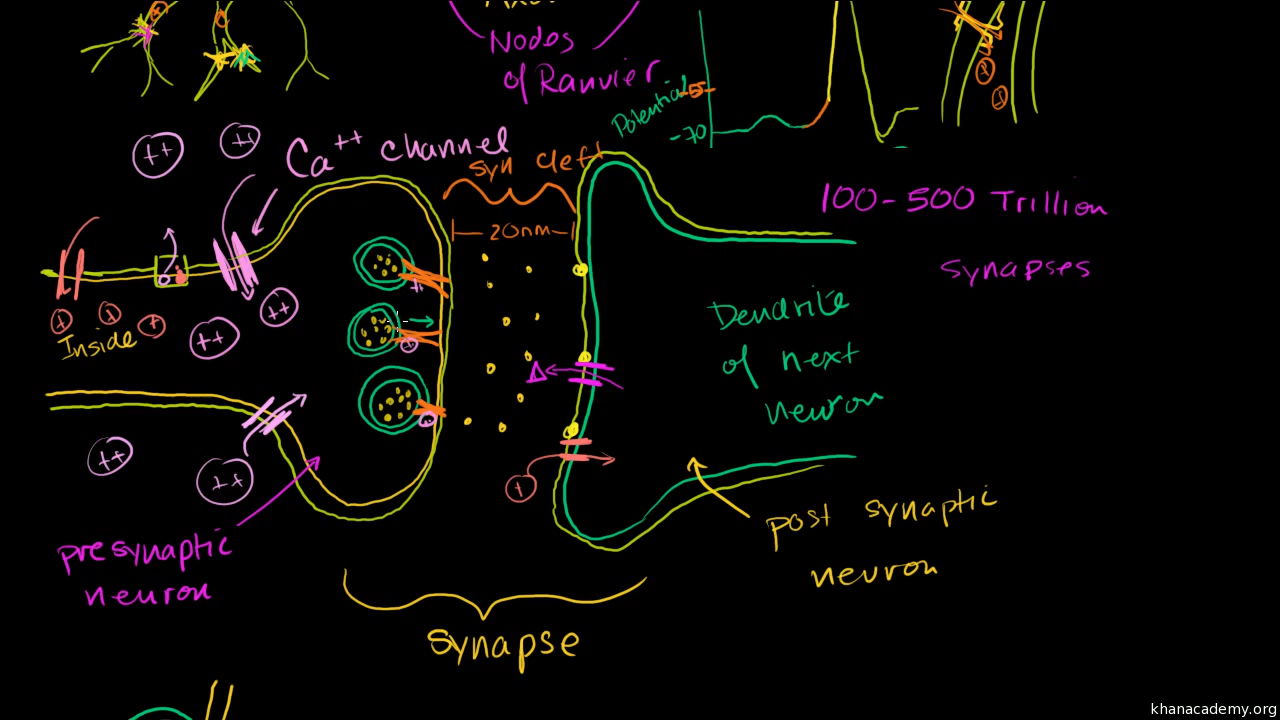 Nodes
of Ranvier
Potential
-70
Ca++ channel
syn cleft
20nm
++
++
100-500 Trillion
synapses
+
+
+
Inside
++
++
Dendrite
of next
neuron
++
++
+
presynaptic
neuron
post synaptic
neuron
synapse
khanacademy.org